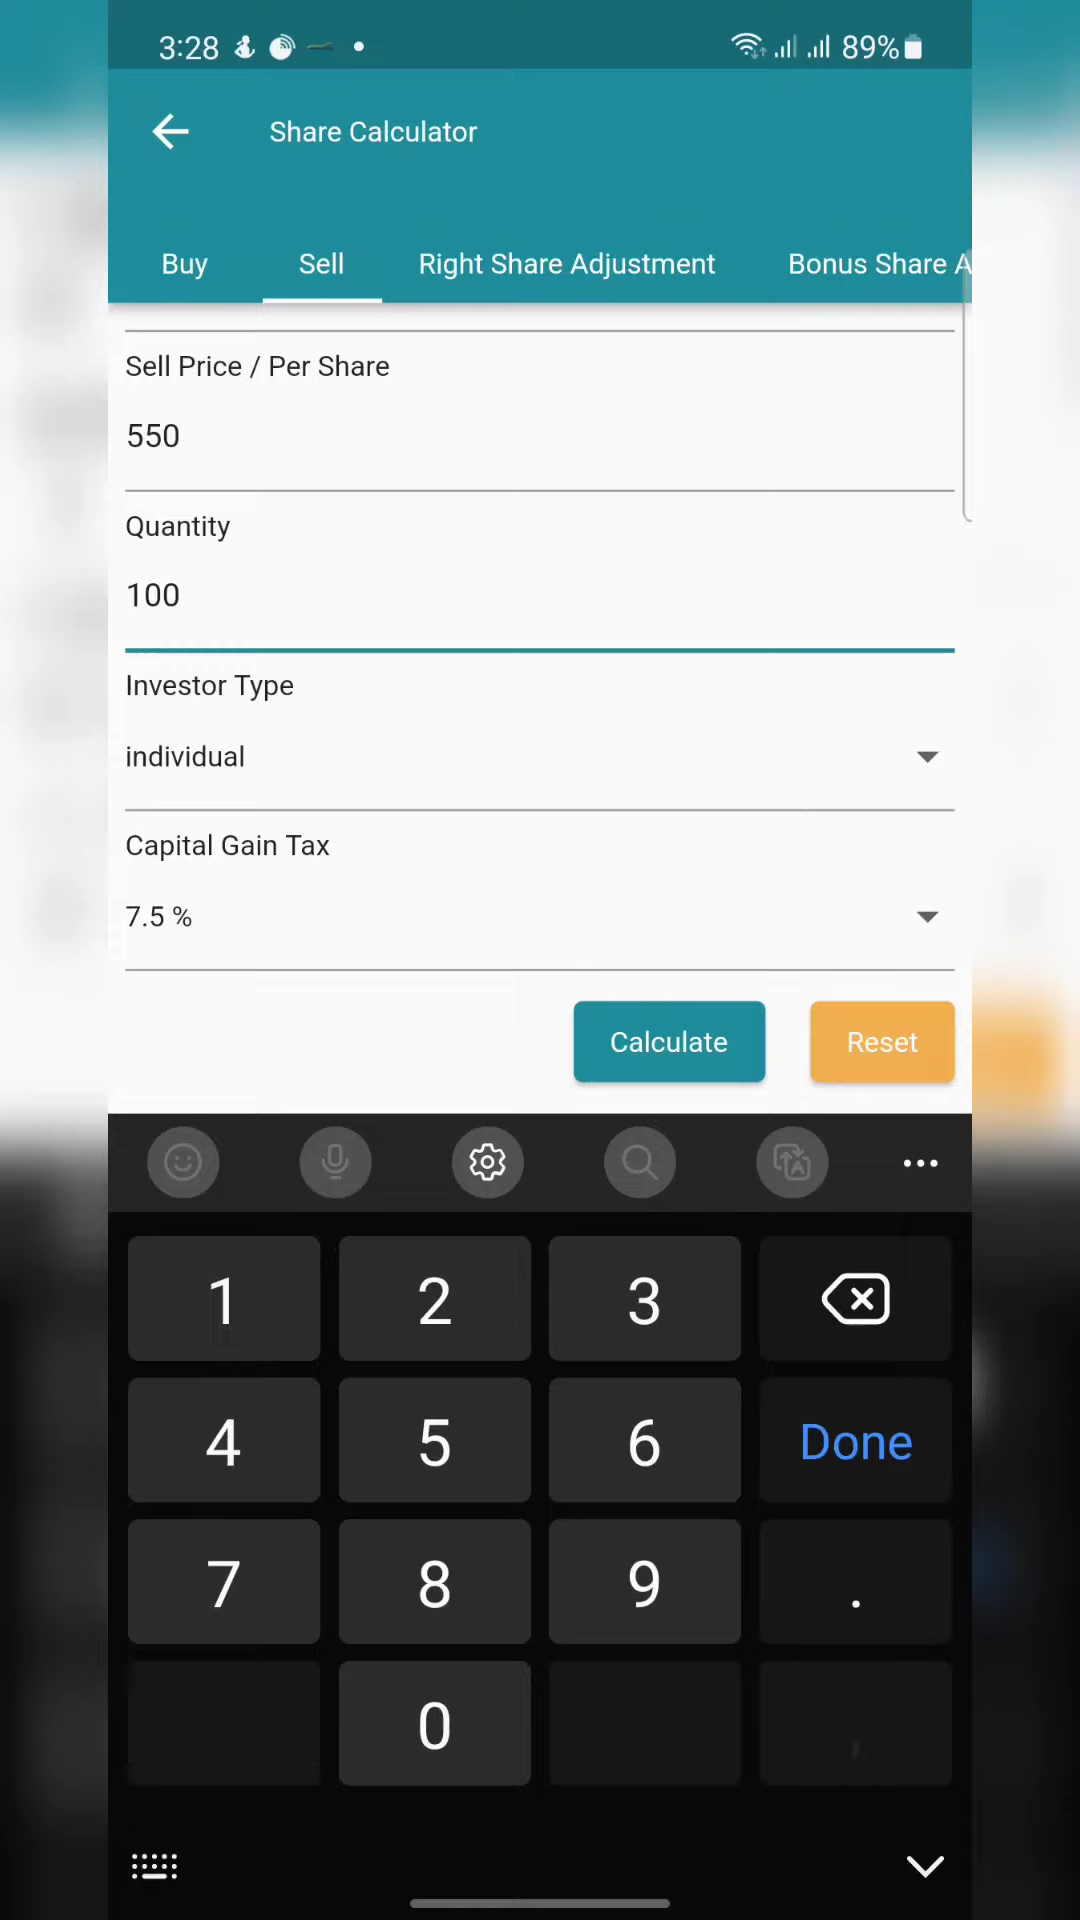 3:28
89%
Share Calculator
Buy Sell Right Share Adjustment Bonus Share A
Sell Price / Per Share
550
Quantity
100
Investor Type
individual
Capital Gain Tax
7.5 %
Calculate Reset
1 2 3
4 5 6 Done
7 8 9 .
0 ,